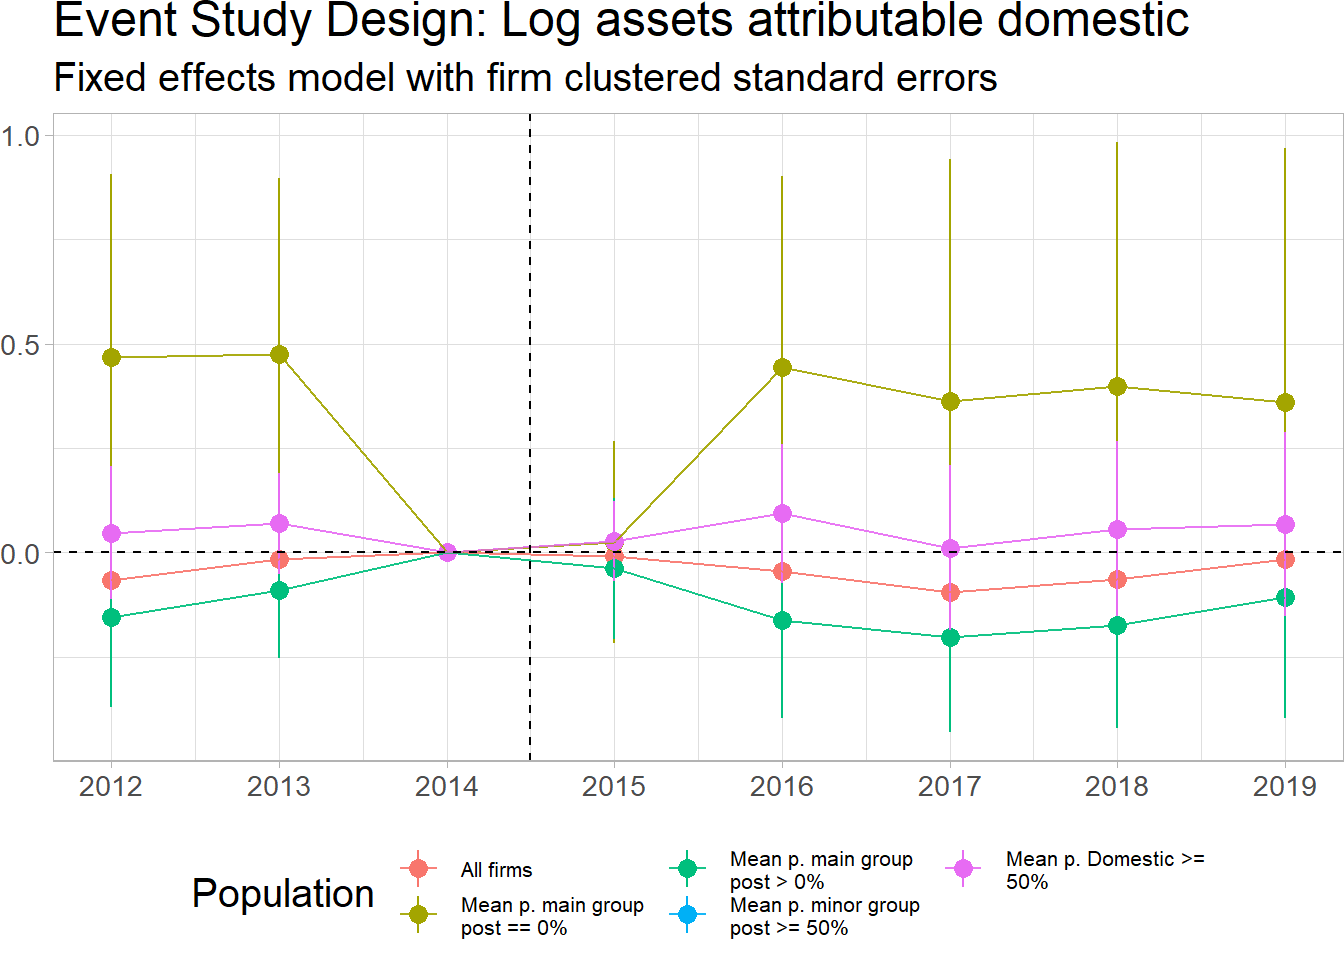 Event Study Design: Log assets attributable domestic
Fixed effects model with firm clustered standard errors
1.0
0.5
0.0
2012 2013 2014 2015 2016 2017 2018 2019
Population
All firms
Mean p. main group
post == 0%
Mean p. main group
post > 0%
Mean p. minor group
post >= 50%
Mean p. Domestic >=
50%